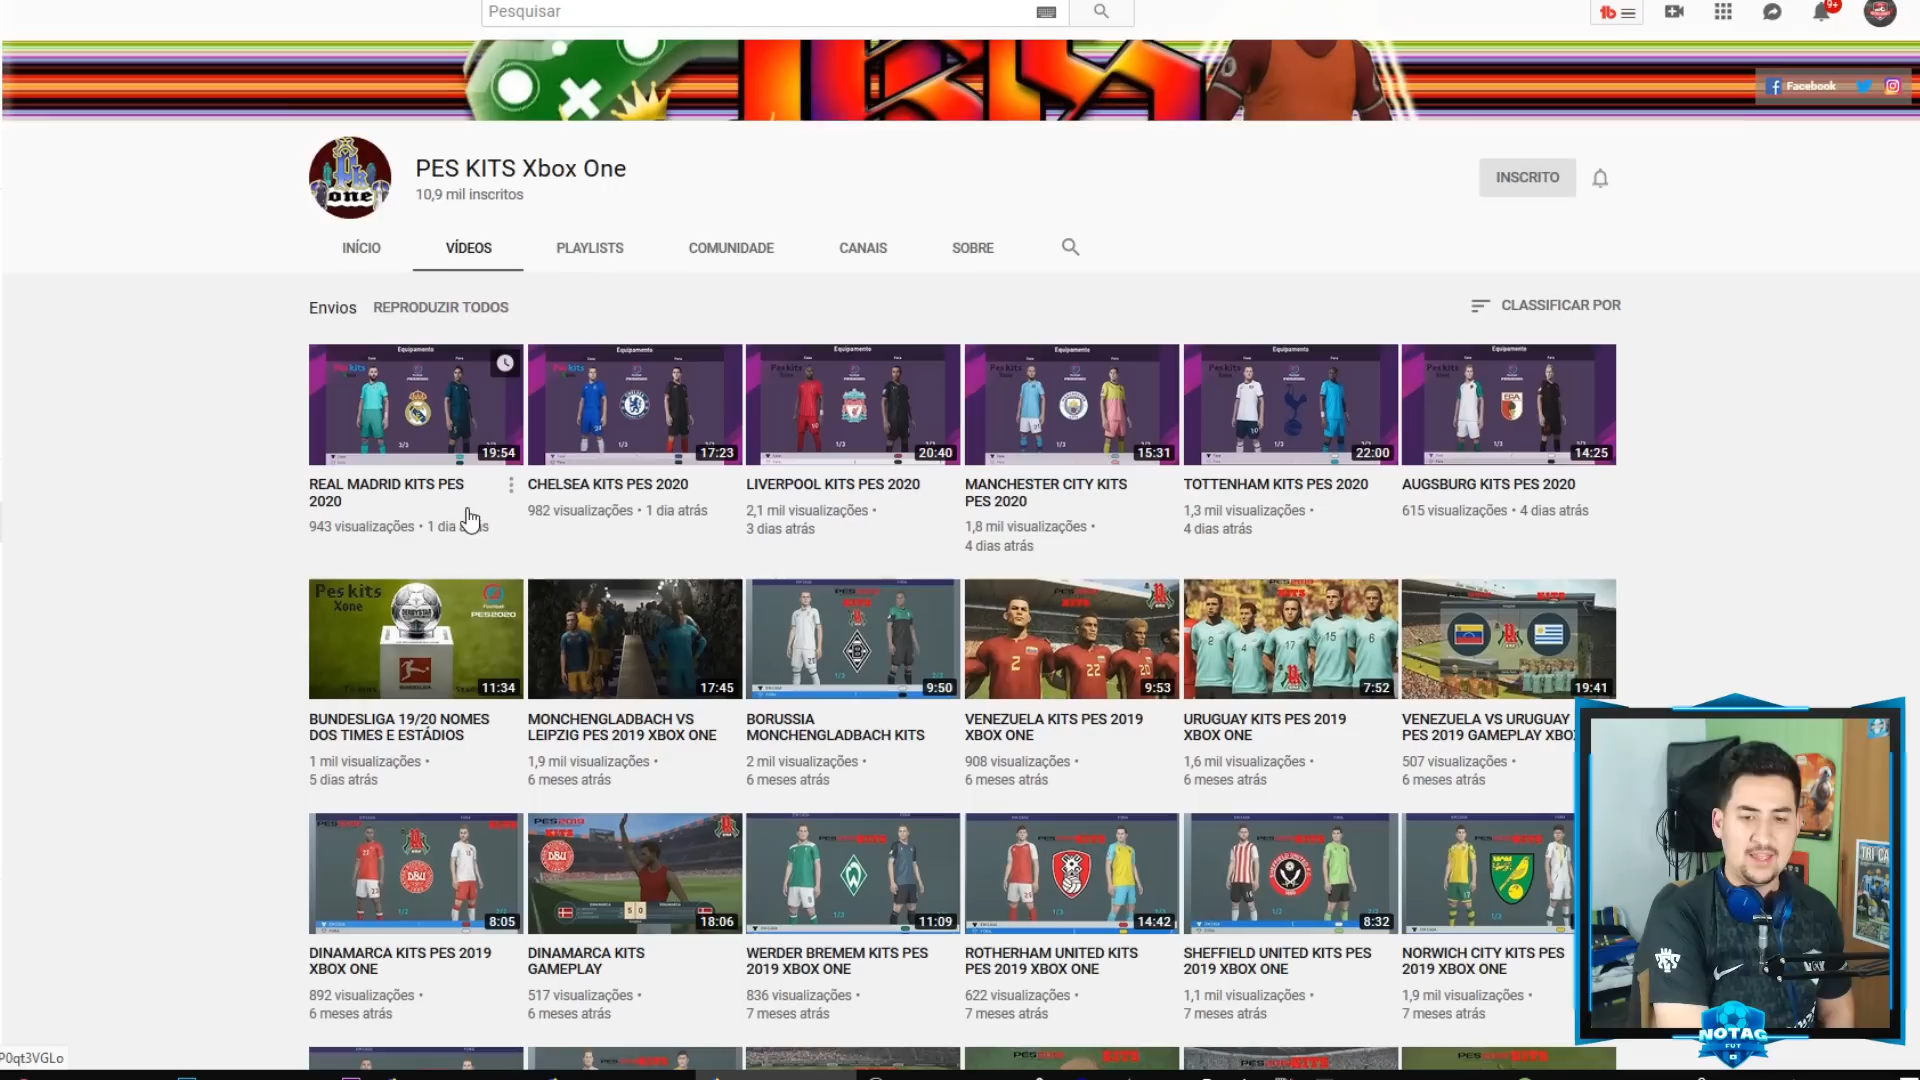 Pesquisar
9+
Facebook
PES KITS Xbox One
10,9 mil inscritos
INSCRITO
INÍCIO
VÍDEOS
PLAYLISTS
COMUNIDADE
CANAIS
SOBRE
Envios
REPRODUZIR TODOS
CLASSIFICAR POR
19:54
17:23
20:40
15:31
22:00
14:25
REAL MADRID KITS PES
2020
943 visualizações • 1 dia
CHELSEA KITS PES 2020
982 visualizações • 1 dia atrás
LIVERPOOL KITS PES 2020
2,1 mil visualizações •
3 dias atrás
MANCHESTER CITY KITS
PES 2020
1,8 mil visualizações •
4 dias atrás
TOTTENHAM KITS PES 2020
1,3 mil visualizações •
4 dias atrás
AUGSBURG KITS PES 2020
615 visualizações • 4 dias atrás
Pes kits
Xone
PES2020
11:34
17:45
9:50
9:53
7:52
19:41
BUNDESLIGA 19/20 NOMES
DOS TIMES E ESTÁDIOS
1 mil visualizações •
5 dias atrás
MONCHENGLADBACH VS
LEIPZIG PES 2019 XBOX ONE
1,9 mil visualizações •
6 meses atrás
BORUSSIA
MONCHENGLADBACH KITS
2 mil visualizações •
6 meses atrás
VENEZUELA KITS PES 2019
XBOX ONE
908 visualizações •
6 meses atrás
URUGUAY KITS PES 2019
XBOX ONE
1,6 mil visualizações •
6 meses atrás
VENEZUELA VS URUGUAY
PES 2019 GAMEPLAY XBO
507 visualizações •
6 meses atrás
8:05
18:06
11:09
14:42
8:32
DINAMARCA KITS PES 2019
XBOX ONE
892 visualizações •
6 meses atrás
DINAMARCA KITS
GAMEPLAY
517 visualizações •
6 meses atrás
WERDER BREMEM KITS PES
2019 XBOX ONE
836 visualizações •
7 meses atrás
ROTHERHAM UNITED KITS
PES 2019 XBOX ONE
622 visualizações •
7 meses atrás
SHEFFIELD UNITED KITS PES
2019 XBOX ONE
1,1 mil visualizações •
7 meses atrás
NORWICH CITY KITS PES
2019 XBOX ONE
1,9 mil visualizações •
7 meses atrás
NOTAG
FUT
P0qt3VGLo